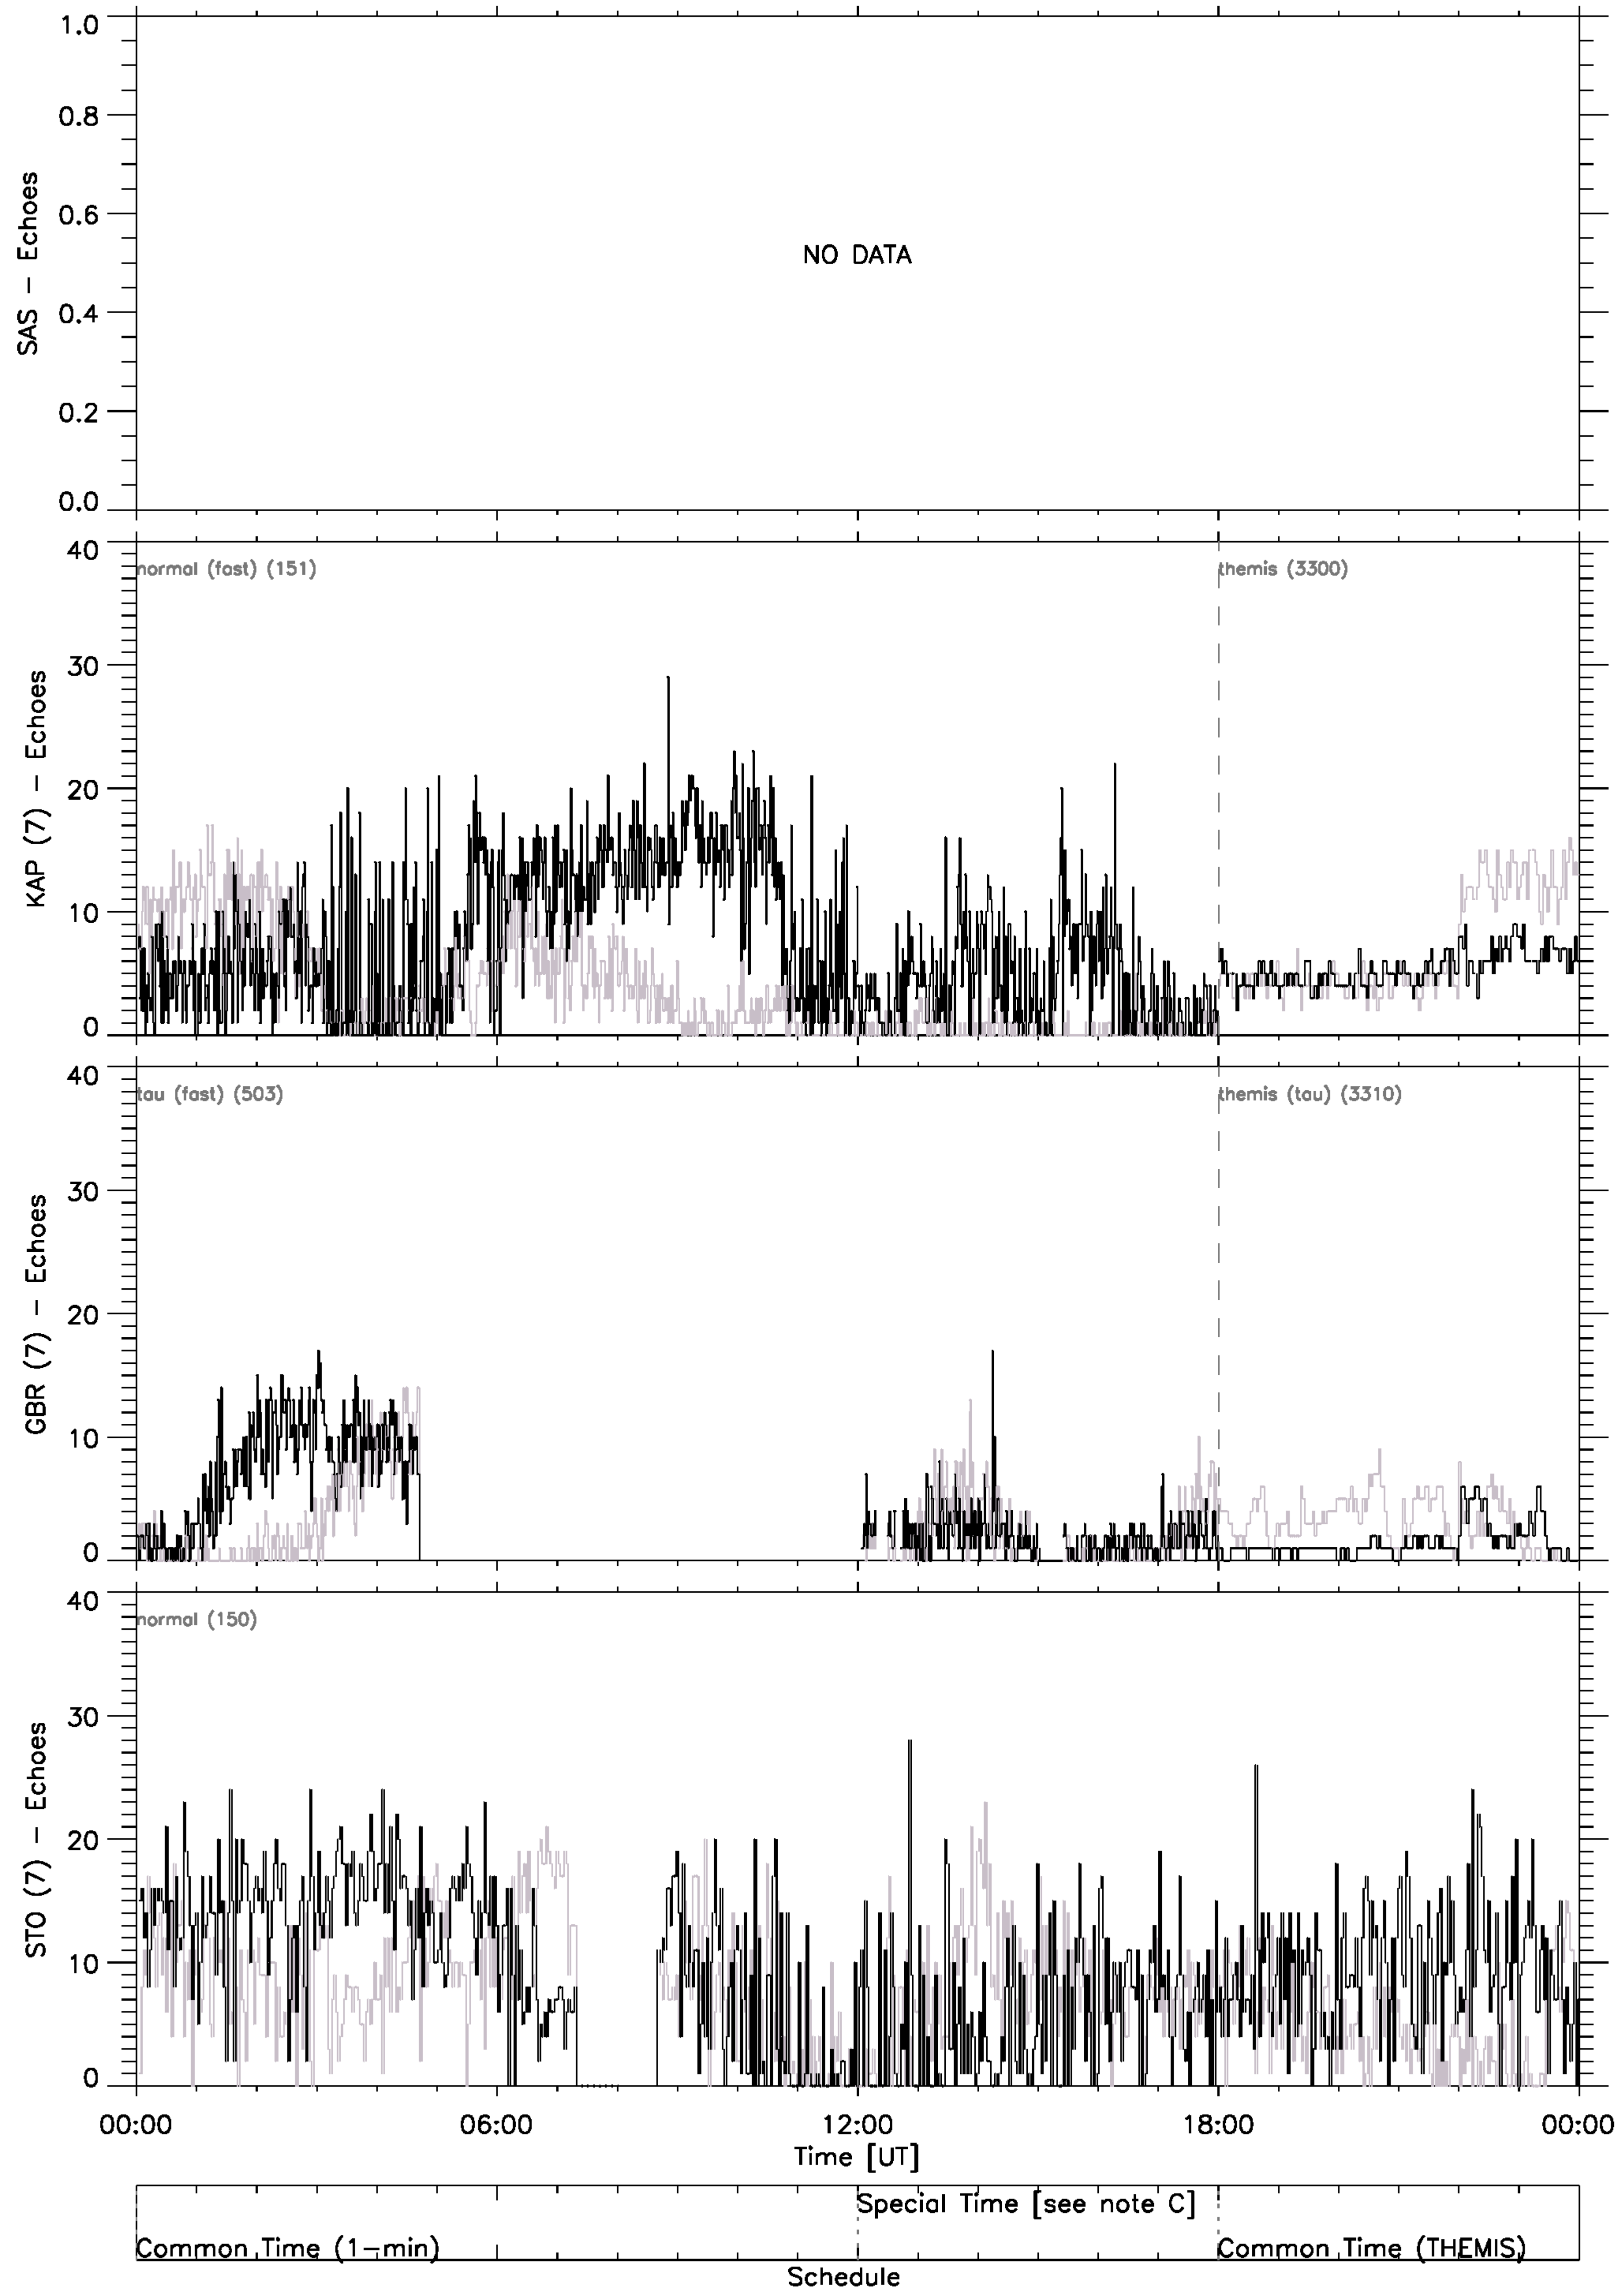 1.0
0.8
0.6
0.4
0.2
0.0
SAS - Echoes
NO DATA
40
30
20
10
0
KAP (7) - Echoes
normal (fast) (151)
themis (3300)
40
30
20
10
0
GBR (7) - Echoes
tau (fast) (503)
themis (tau) (3310)
40
30
20
10
0
STO (7) - Echoes
normal (150)
00:00 06:00 12:00 18:00 00:00
Time [UT]
Special Time [see note C]
Common Time (1-min) Common Time (THEMIS)
Schedule